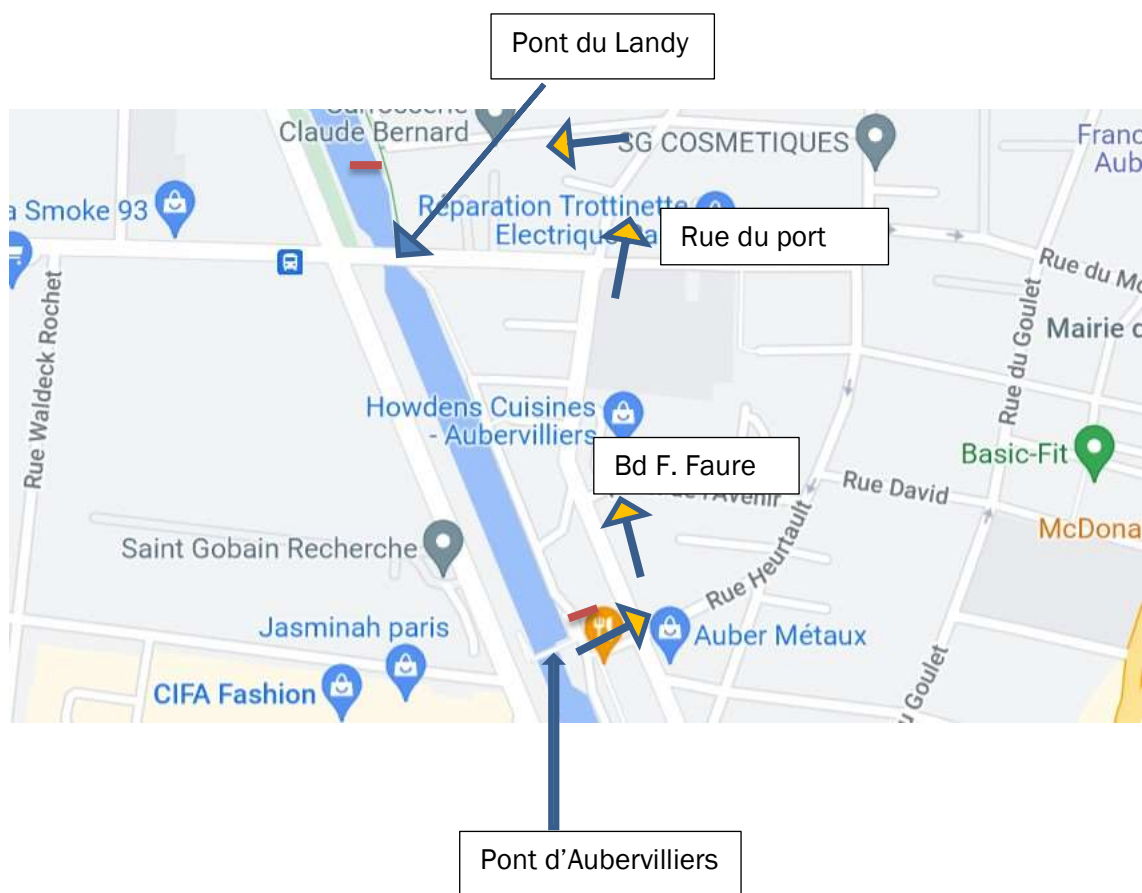 Pont du Landy
Claude Bernard
SG COSMETIQUES
Franc
Aub
a Smoke 93
Réparation Trottinette
Electrique
Rue du port
Rue du Mo
Rue Waldeck Rochet
Rue du Goulet
Mairie d
Howdens Cuisines
- Aubervilliers
Bd F. Faure
Basic-Fit
de l'Avenir
Rue David
McDona
Saint Gobain Recherche
Rue Heurtault
Jasminah paris
Auber Métaux
CIFA Fashion
u Goulet
Pont d'Aubervilliers